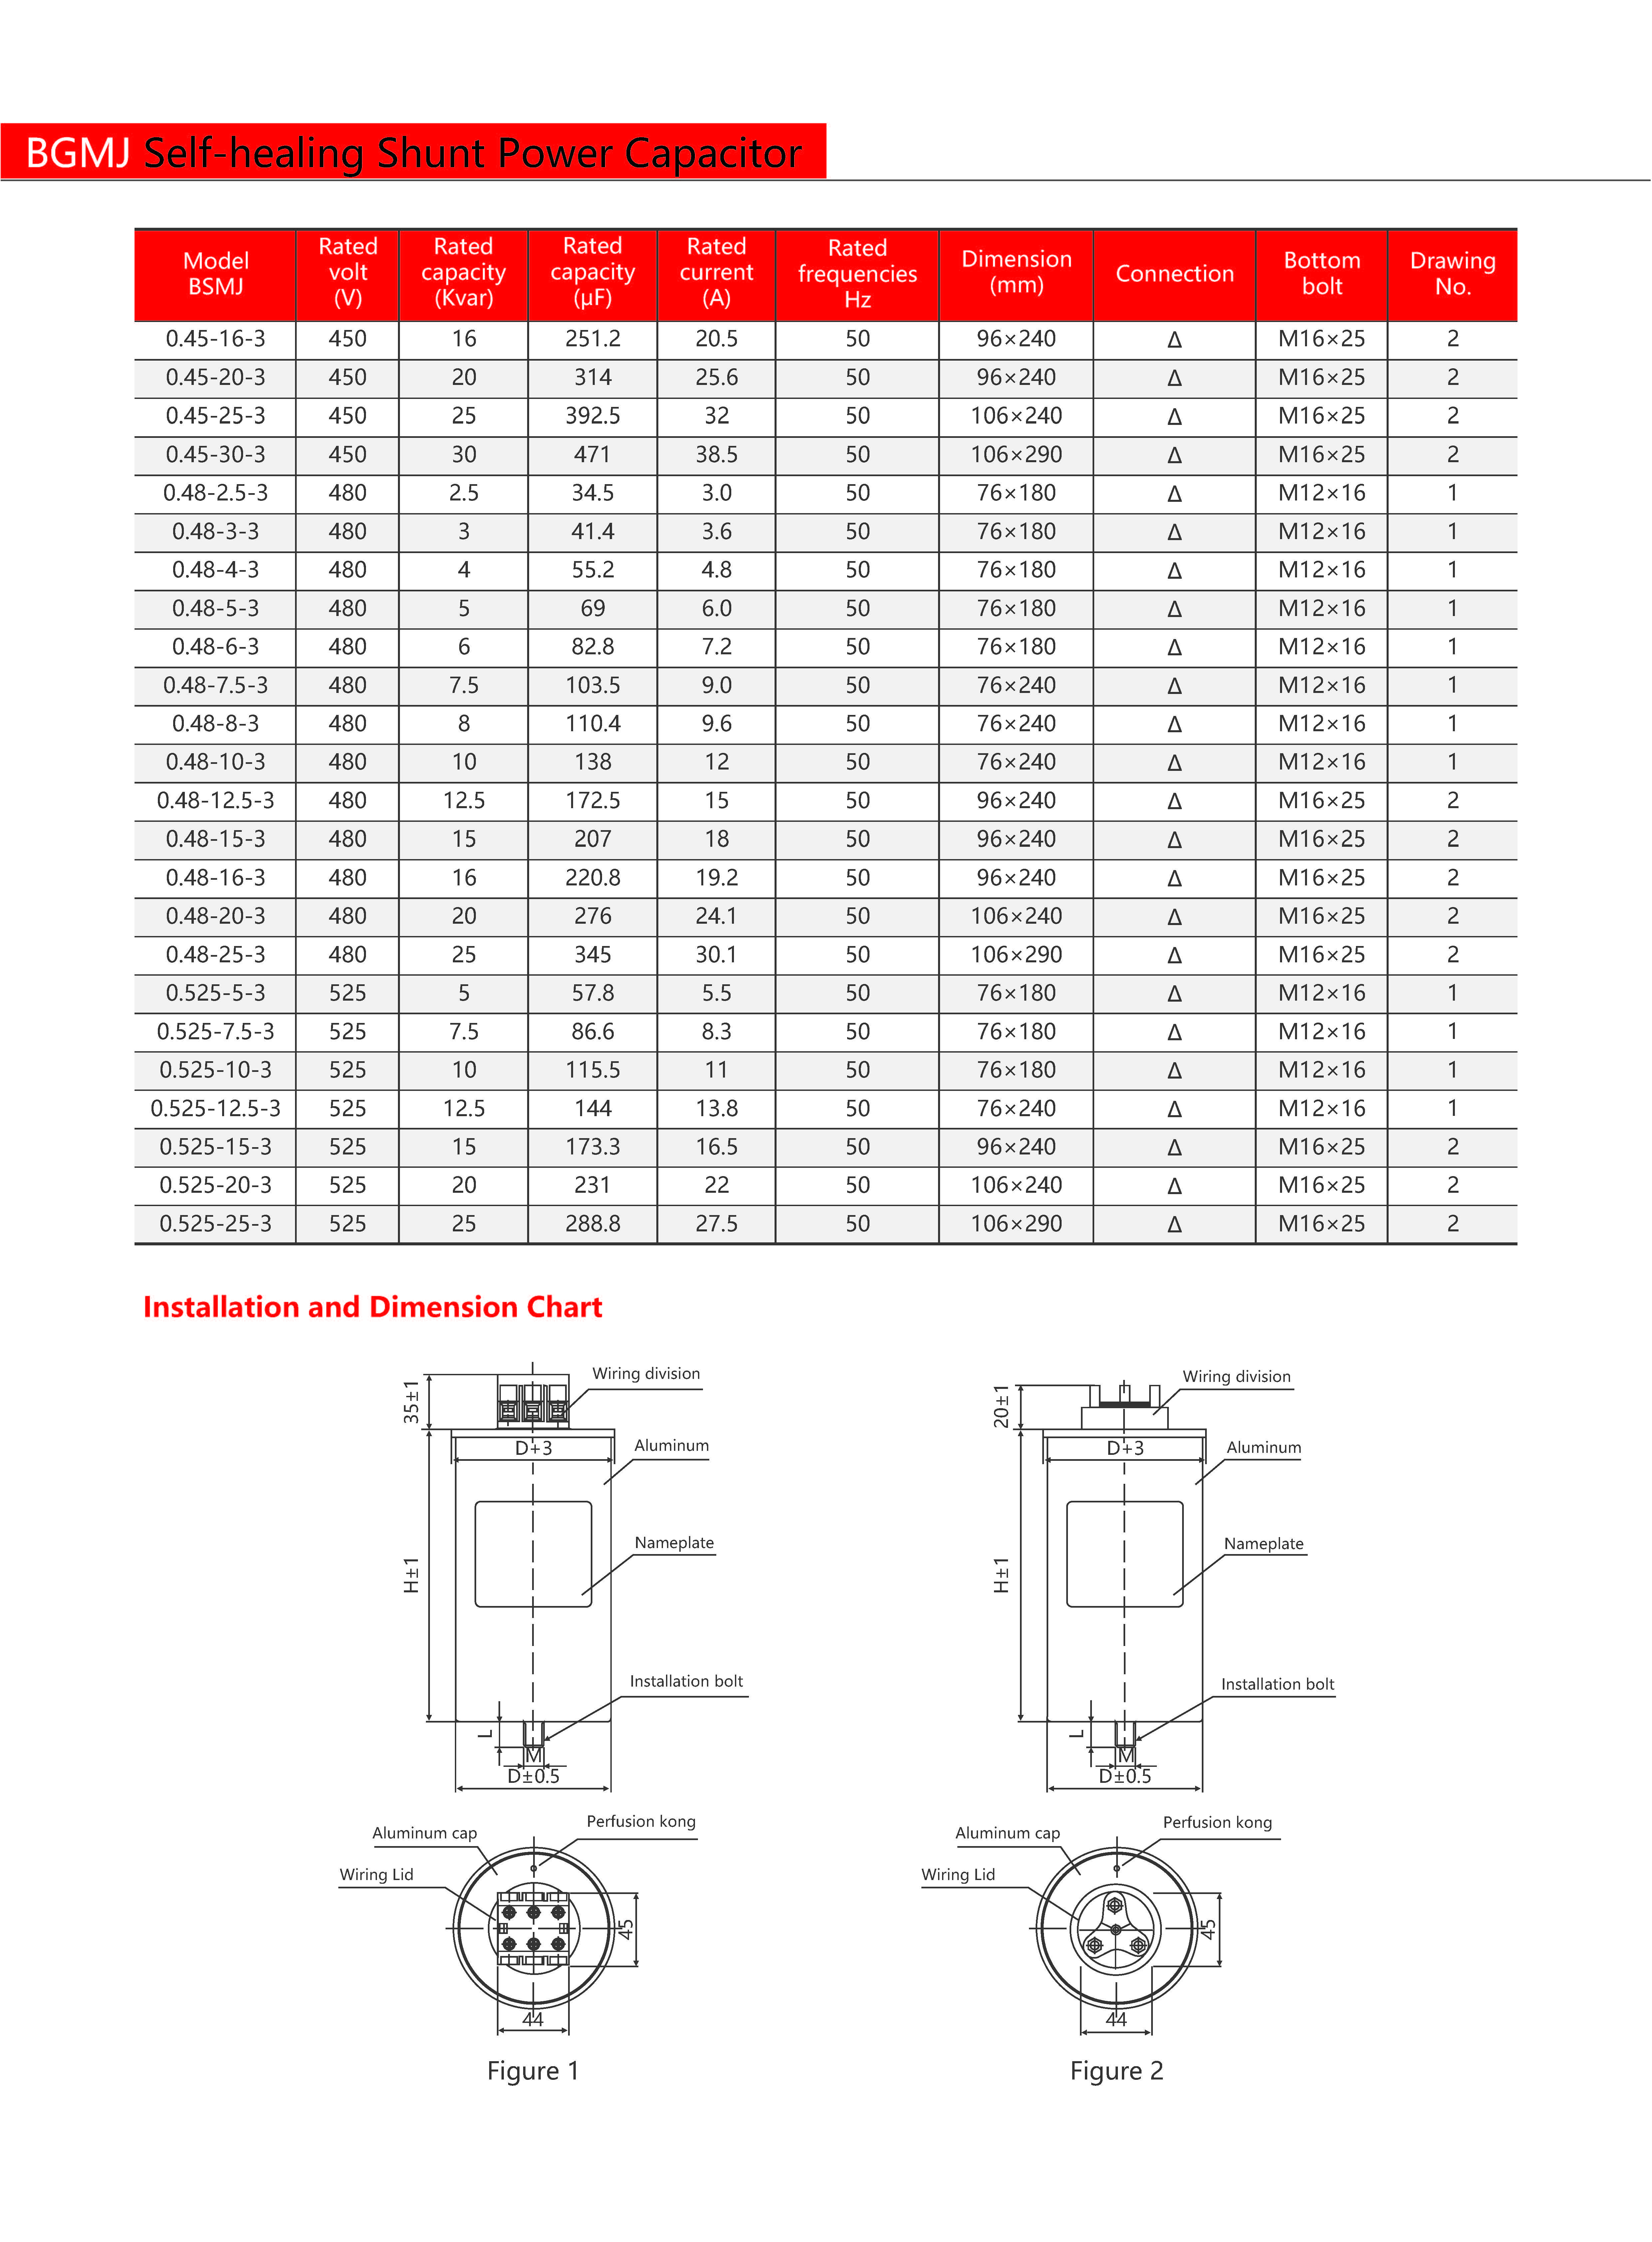 BGMJ Self-healing Shunt Power Capacitor
Model BSMJ Rated volt (V) Rated capacity (Kvar) Rated capacity (μF) Rated current (A) Rated frequencies Hz Dimension (mm) Connection Bottom bolt Drawing No.
0.45-16-3 450 16 251.2 20.5 50 96×240 Δ M16×25 2
0.45-20-3 450 20 314 25.6 50 96×240 Δ M16×25 2
0.45-25-3 450 25 392.5 32 50 106×240 Δ M16×25 2
0.45-30-3 450 30 471 38.5 50 106×290 Δ M16×25 2
0.48-2.5-3 480 2.5 34.5 3.0 50 76×180 Δ M12×16 1
0.48-3-3 480 3 41.4 3.6 50 76×180 Δ M12×16 1
0.48-4-3 480 4 55.2 4.8 50 76×180 Δ M12×16 1
0.48-5-3 480 5 69 6.0 50 76×180 Δ M12×16 1
0.48-6-3 480 6 82.8 7.2 50 76×180 Δ M12×16 1
0.48-7.5-3 480 7.5 103.5 9.0 50 76×240 Δ M12×16 1
0.48-8-3 480 8 110.4 9.6 50 76×240 Δ M12×16 1
0.48-10-3 480 10 138 12 50 76×240 Δ M12×16 1
0.48-12.5-3 480 12.5 172.5 15 50 96×240 Δ M16×25 2
0.48-15-3 480 15 207 18 50 96×240 Δ M16×25 2
0.48-16-3 480 16 220.8 19.2 50 96×240 Δ M16×25 2
0.48-20-3 480 20 276 24.1 50 106×240 Δ M16×25 2
0.48-25-3 480 25 345 30.1 50 106×290 Δ M16×25 2
0.525-5-3 525 5 57.8 5.5 50 76×180 Δ M12×16 1
0.525-7.5-3 525 7.5 86.6 8.3 50 76×180 Δ M12×16 1
0.525-10-3 525 10 115.5 11 50 76×180 Δ M12×16 1
0.525-12.5-3 525 12.5 144 13.8 50 76×240 Δ M12×16 1
0.525-15-3 525 15 173.3 16.5 50 96×240 Δ M16×25 2
0.525-20-3 525 20 231 22 50 106×240 Δ M16×25 2
0.525-25-3 525 25 288.8 27.5 50 106×290 Δ M16×25 2
Installation and Dimension Chart
35±1
Wiring division
D+3
Aluminum
H±1
Nameplate
Installation bolt
L
M
D±0.5
Aluminum cap
Perfusion kong
Wiring Lid
45
44
Figure 1
20±1
Wiring division
D+3
Aluminum
H±1
Nameplate
Installation bolt
L
M
D±0.5
Aluminum cap
Perfusion kong
Wiring Lid
45
44
Figure 2